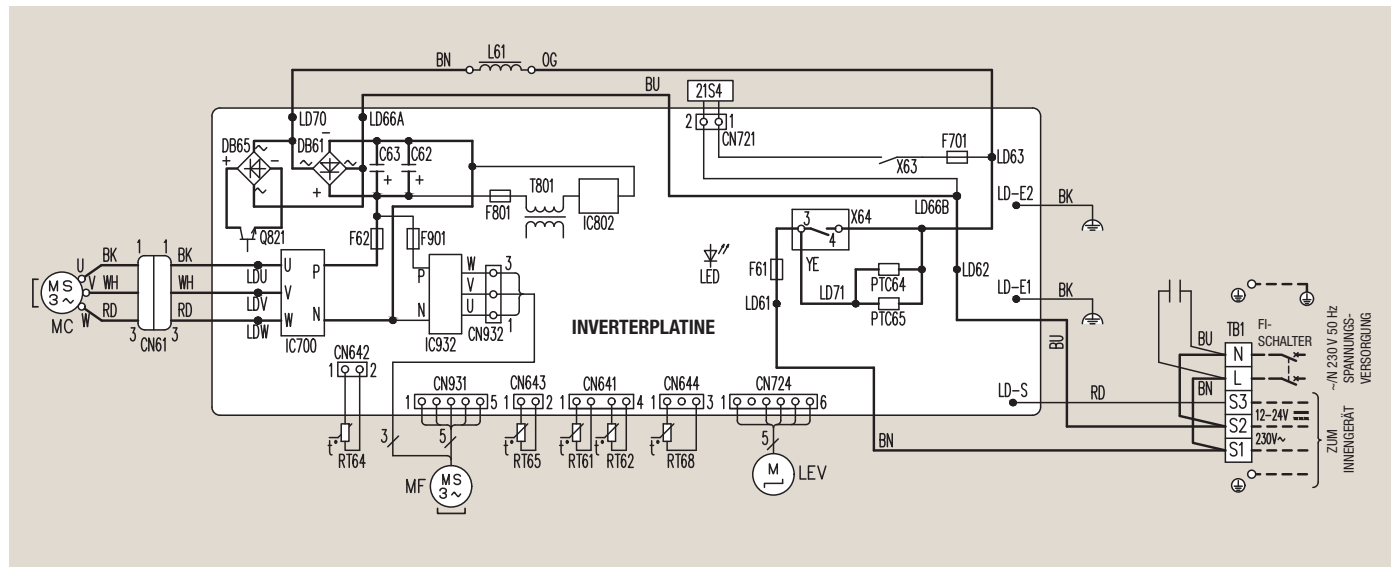 BN L61 OG
BU
21S4
LD70 LD66A
2 1
CN721
DB65 DB61 C63 C62
F701
X63
LD63
+ - ~ ~ - + + +
T801
F801
IC802
LD66B
LD-E2 BK
Q821
F62 F901
3 4 X64
LED
F61
YE
PTC64
LD71
PTC65
LD62
LD61
LD-E1 BK
U BK 1 1 BK
V WH WH
W RD RD
MS 3~
MC
3 3
CN61
LDU
LDV
LDW
U V W P N
IC700
P N W V U
IC932
3 1
CN932
INVERTERPLATINE
BU
CN642
1 2
CN931
1 5
CN643
1 2
CN641
1 4
CN644
1 3
CN724
1 6
LD-S RD
BN
t° RT64
3 5
t° RT65
t° RT61
t° RT62
t° RT68
5
MF MS 3~
M LEV
TB1
FI-
SCHALTER
BU N
BN L
S3
S2 12-24V
S1 230V~
~/N 230 V 50 Hz
SPANNUNGS-
VERSORGUNG
ZUM
INNENGERÄT